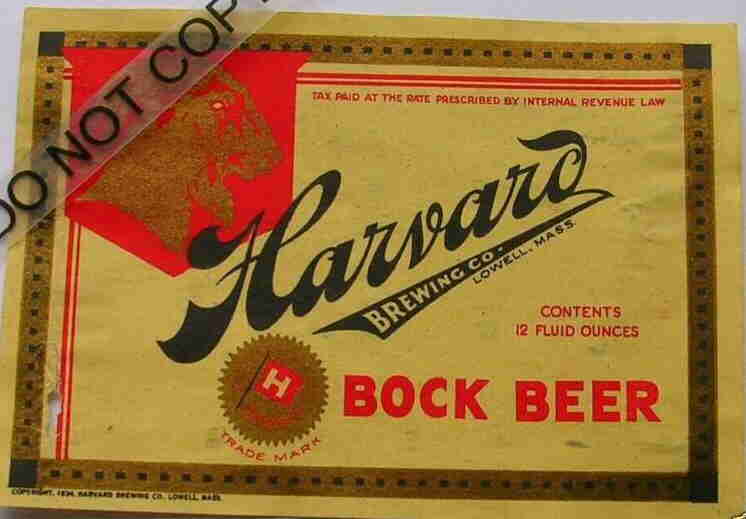 DO NOT COPY
TAX PAID AT THE RATE PRESCRIBED BY INTERNAL REVENUE LAW
Harvard
BREWING CO.
LOWELL, MASS.
CONTENTS
12 FLUID OUNCES
H
BOCK BEER
TRADE MARK
COPYRIGHT, 1934, HARVARD BREWING CO. LOWELL, MASS.